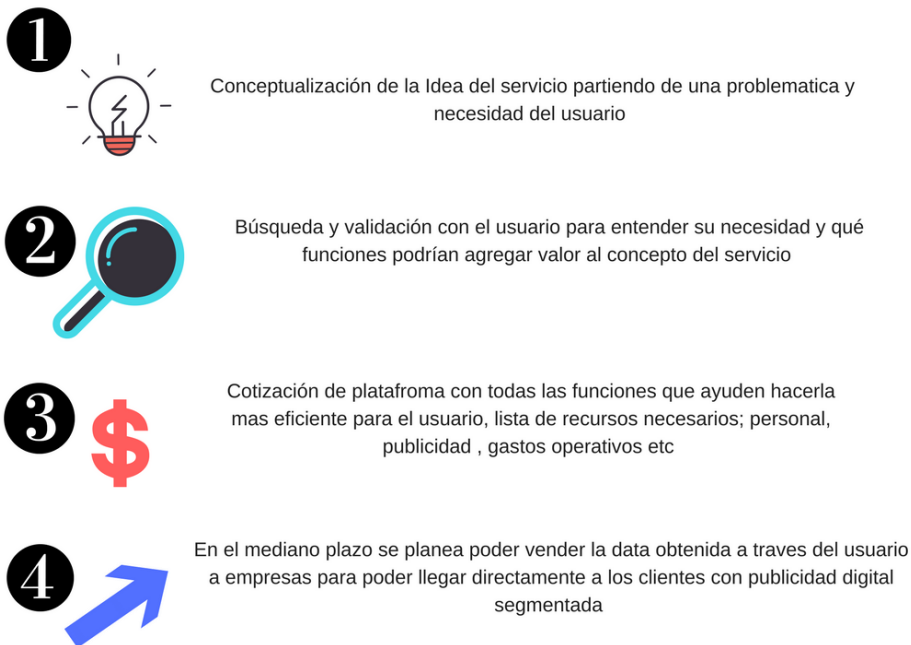 1
Conceptualización de la Idea del servicio partiendo de una problematica y
necesidad del usuario
2
Búsqueda y validación con el usuario para entender su necesidad y qué
funciones podrían agregar valor al concepto del servicio
3
$
Cotización de platafroma con todas las funciones que ayuden hacerla
mas eficiente para el usuario, lista de recursos necesarios; personal,
publicidad , gastos operativos etc
4
En el mediano plazo se planea poder vender la data obtenida a traves del usuario
a empresas para poder llegar directamente a los clientes con publicidad digital
segmentada